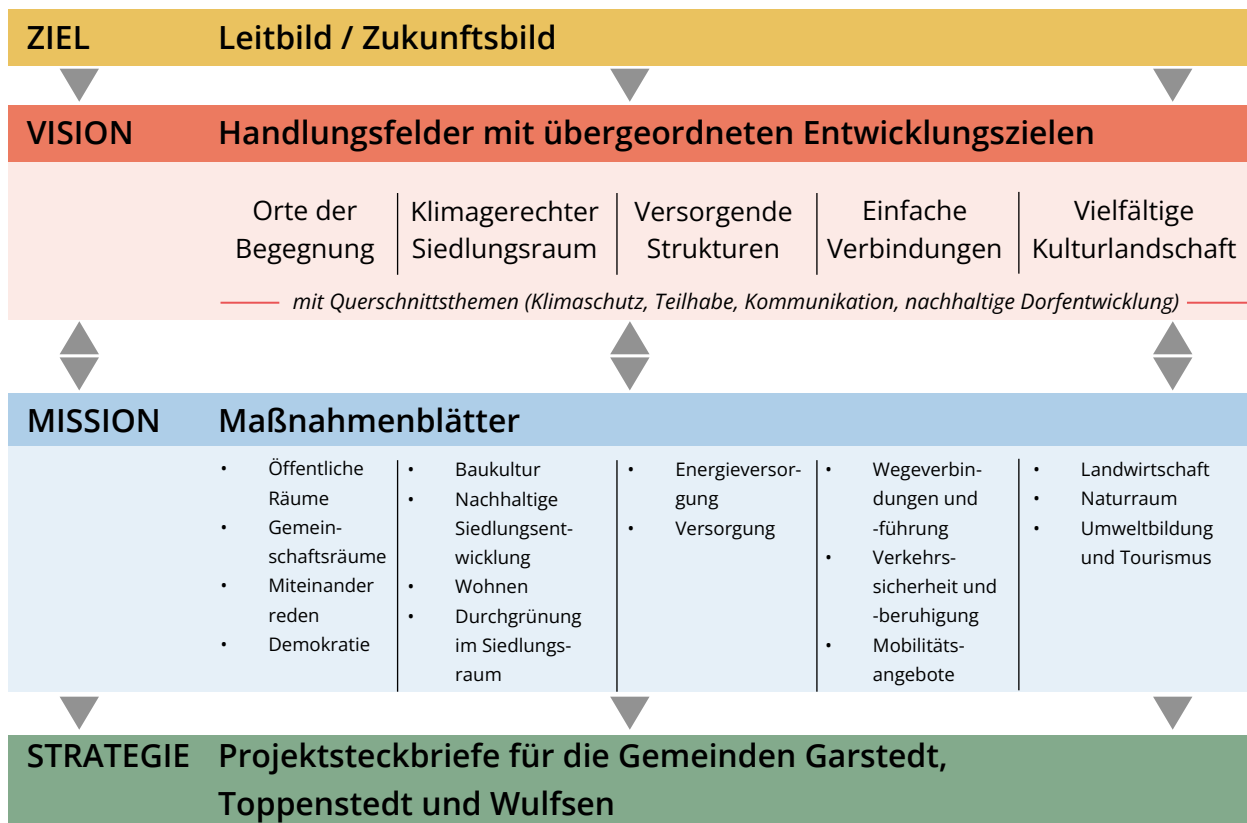 ZIEL Leitbild / Zukunftsbild
VISION Handlungsfelder mit übergeordneten Entwicklungszielen
Orte der
Begegnung
Klimagerechter
Siedlungsraum
Versorgende
Strukturen
Einfache
Verbindungen
Vielfältige
Kulturlandschaft
mit Querschnittsthemen (Klimaschutz, Teilhabe, Kommunikation, nachhaltige Dorfentwicklung)
MISSION Maßnahmenblätter
• Öffentliche
Räume
• Gemein-
schaftsräume
• Miteinander
reden
• Demokratie
• Baukultur
• Nachhaltige
Siedlungsent-
wicklung
• Wohnen
• Durchgrünung
im Siedlungs-
raum
• Energieversor-
gung
• Versorgung
• Wegeverbin-
dungen und
-führung
• Verkehrs-
sicherheit und
-beruhigung
• Mobilitäts-
angebote
• Landwirtschaft
• Naturraum
• Umweltbildung
und Tourismus
STRATEGIE Projektsteckbriefe für die Gemeinden Garstedt,
Toppenstedt und Wulfsen